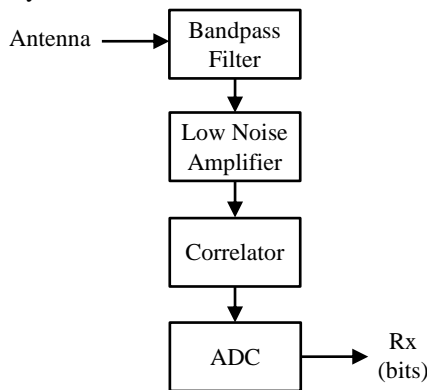 Antenna
Bandpass
Filter
Low Noise
Amplifier
Correlator
ADC
Rx
(bits)